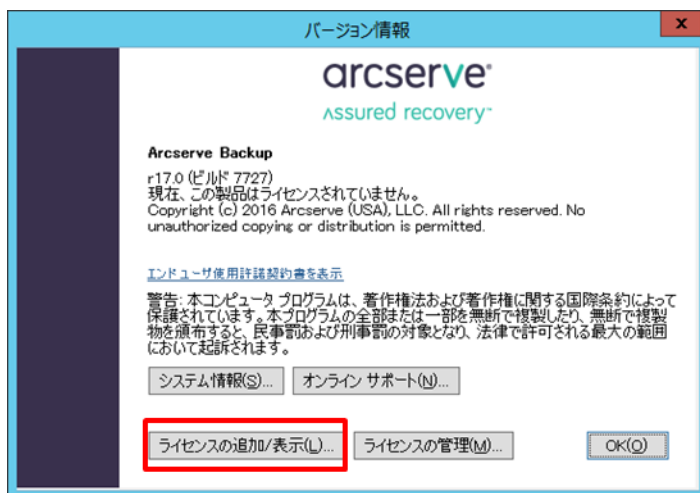 バージョン情報
x
arcserve®
assured recovery™
Arcserve Backup
r17.0 (ビルド 7727)
現在、この製品はライセンスされていません。
Copyright (c) 2016 Arcserve (USA), LLC. All rights reserved. No
unauthorized copying or distribution is permitted.
エンドユーザ使用許諾契約書を表示
警告: 本コンピュータ プログラムは、著作権法および著作権に関する国際条約によって
保護されています。本プログラムの全部または一部を無断で複製したり、無断で複製
物を頒布すると、民事罰および刑事罰の対象となり、法律で許可される最大の範囲
において起訴されます。
システム情報(S)... オンライン サポート(N)...
ライセンスの追加/表示(L)... ライセンスの管理(M)... OK(O)